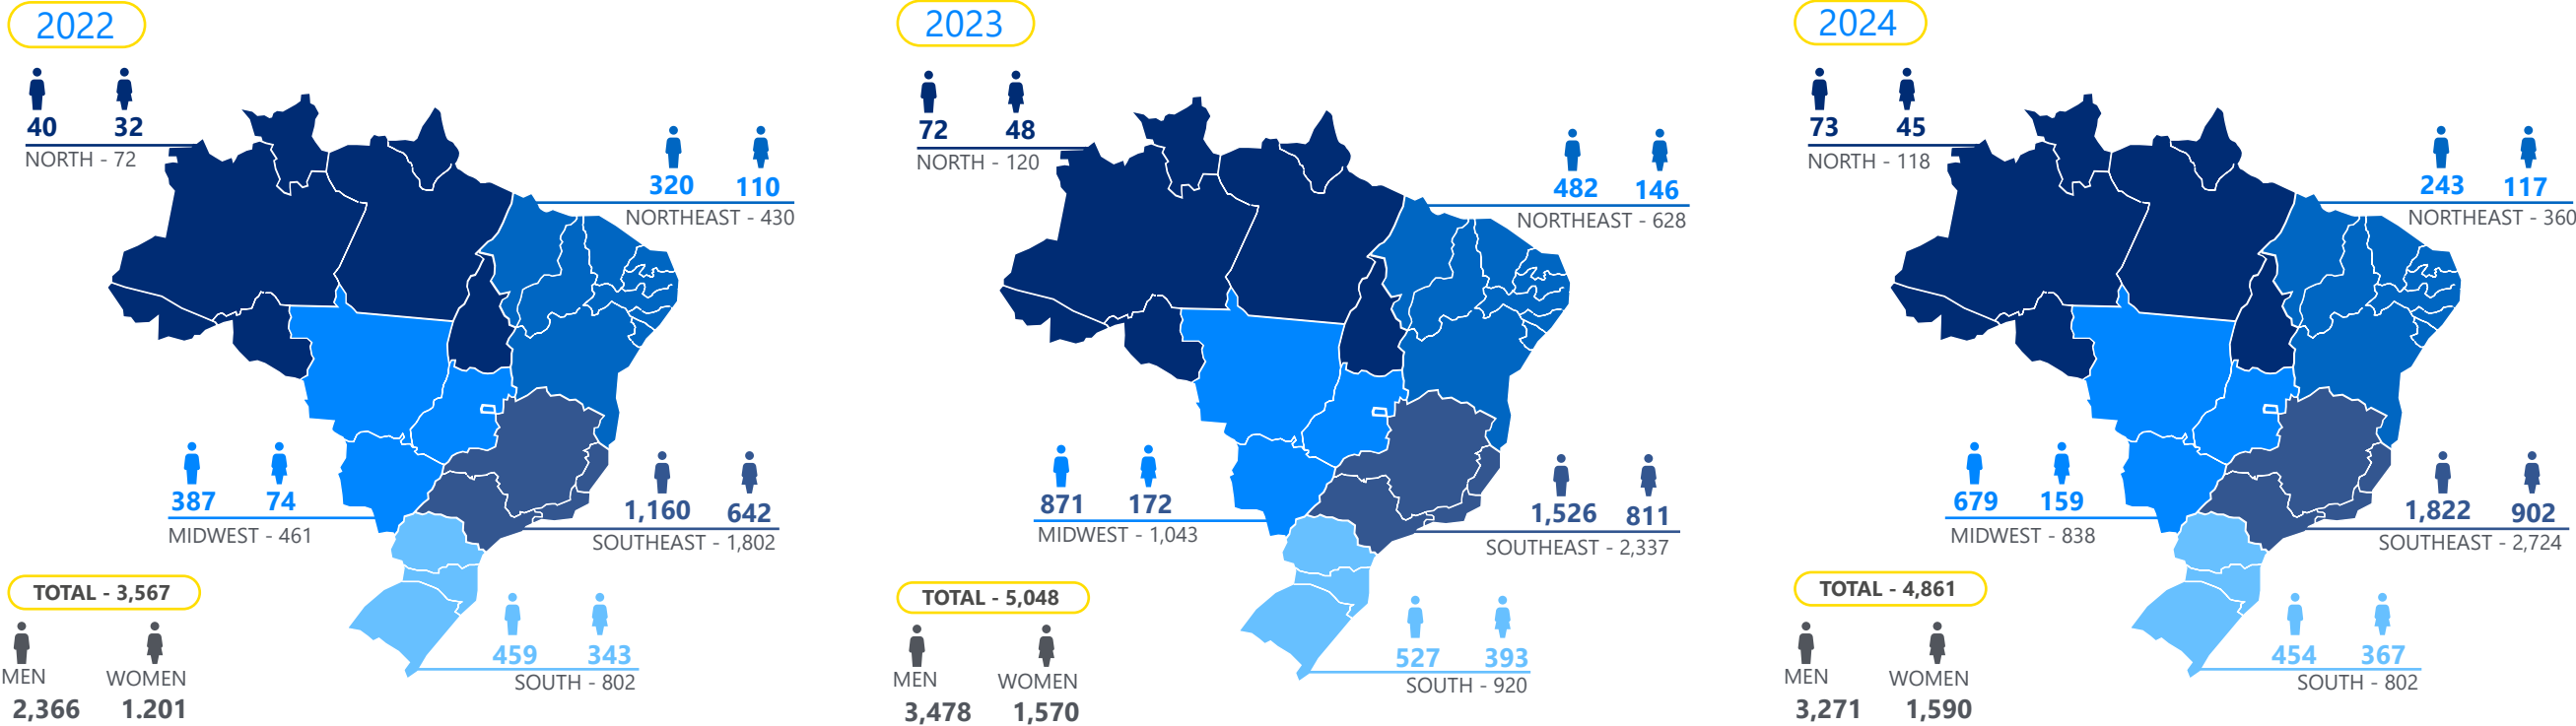 2022
40 32
NORTH - 72
320 110
NORTHEAST - 430
387 74
MIDWEST - 461
1,160 642
SOUTHEAST - 1,802
459 343
SOUTH - 802
TOTAL - 3,567
MEN WOMEN
2,366 1.201
2023
72 48
NORTH - 120
482 146
NORTHEAST - 628
871 172
MIDWEST - 1,043
1,526 811
SOUTHEAST - 2,337
527 393
SOUTH - 920
TOTAL - 5,048
MEN WOMEN
3,478 1,570
2024
73 45
NORTH - 118
243 117
NORTHEAST - 360
679 159
MIDWEST - 838
1,822 902
SOUTHEAST - 2,724
454 367
SOUTH - 802
TOTAL - 4,861
MEN WOMEN
3,271 1,590